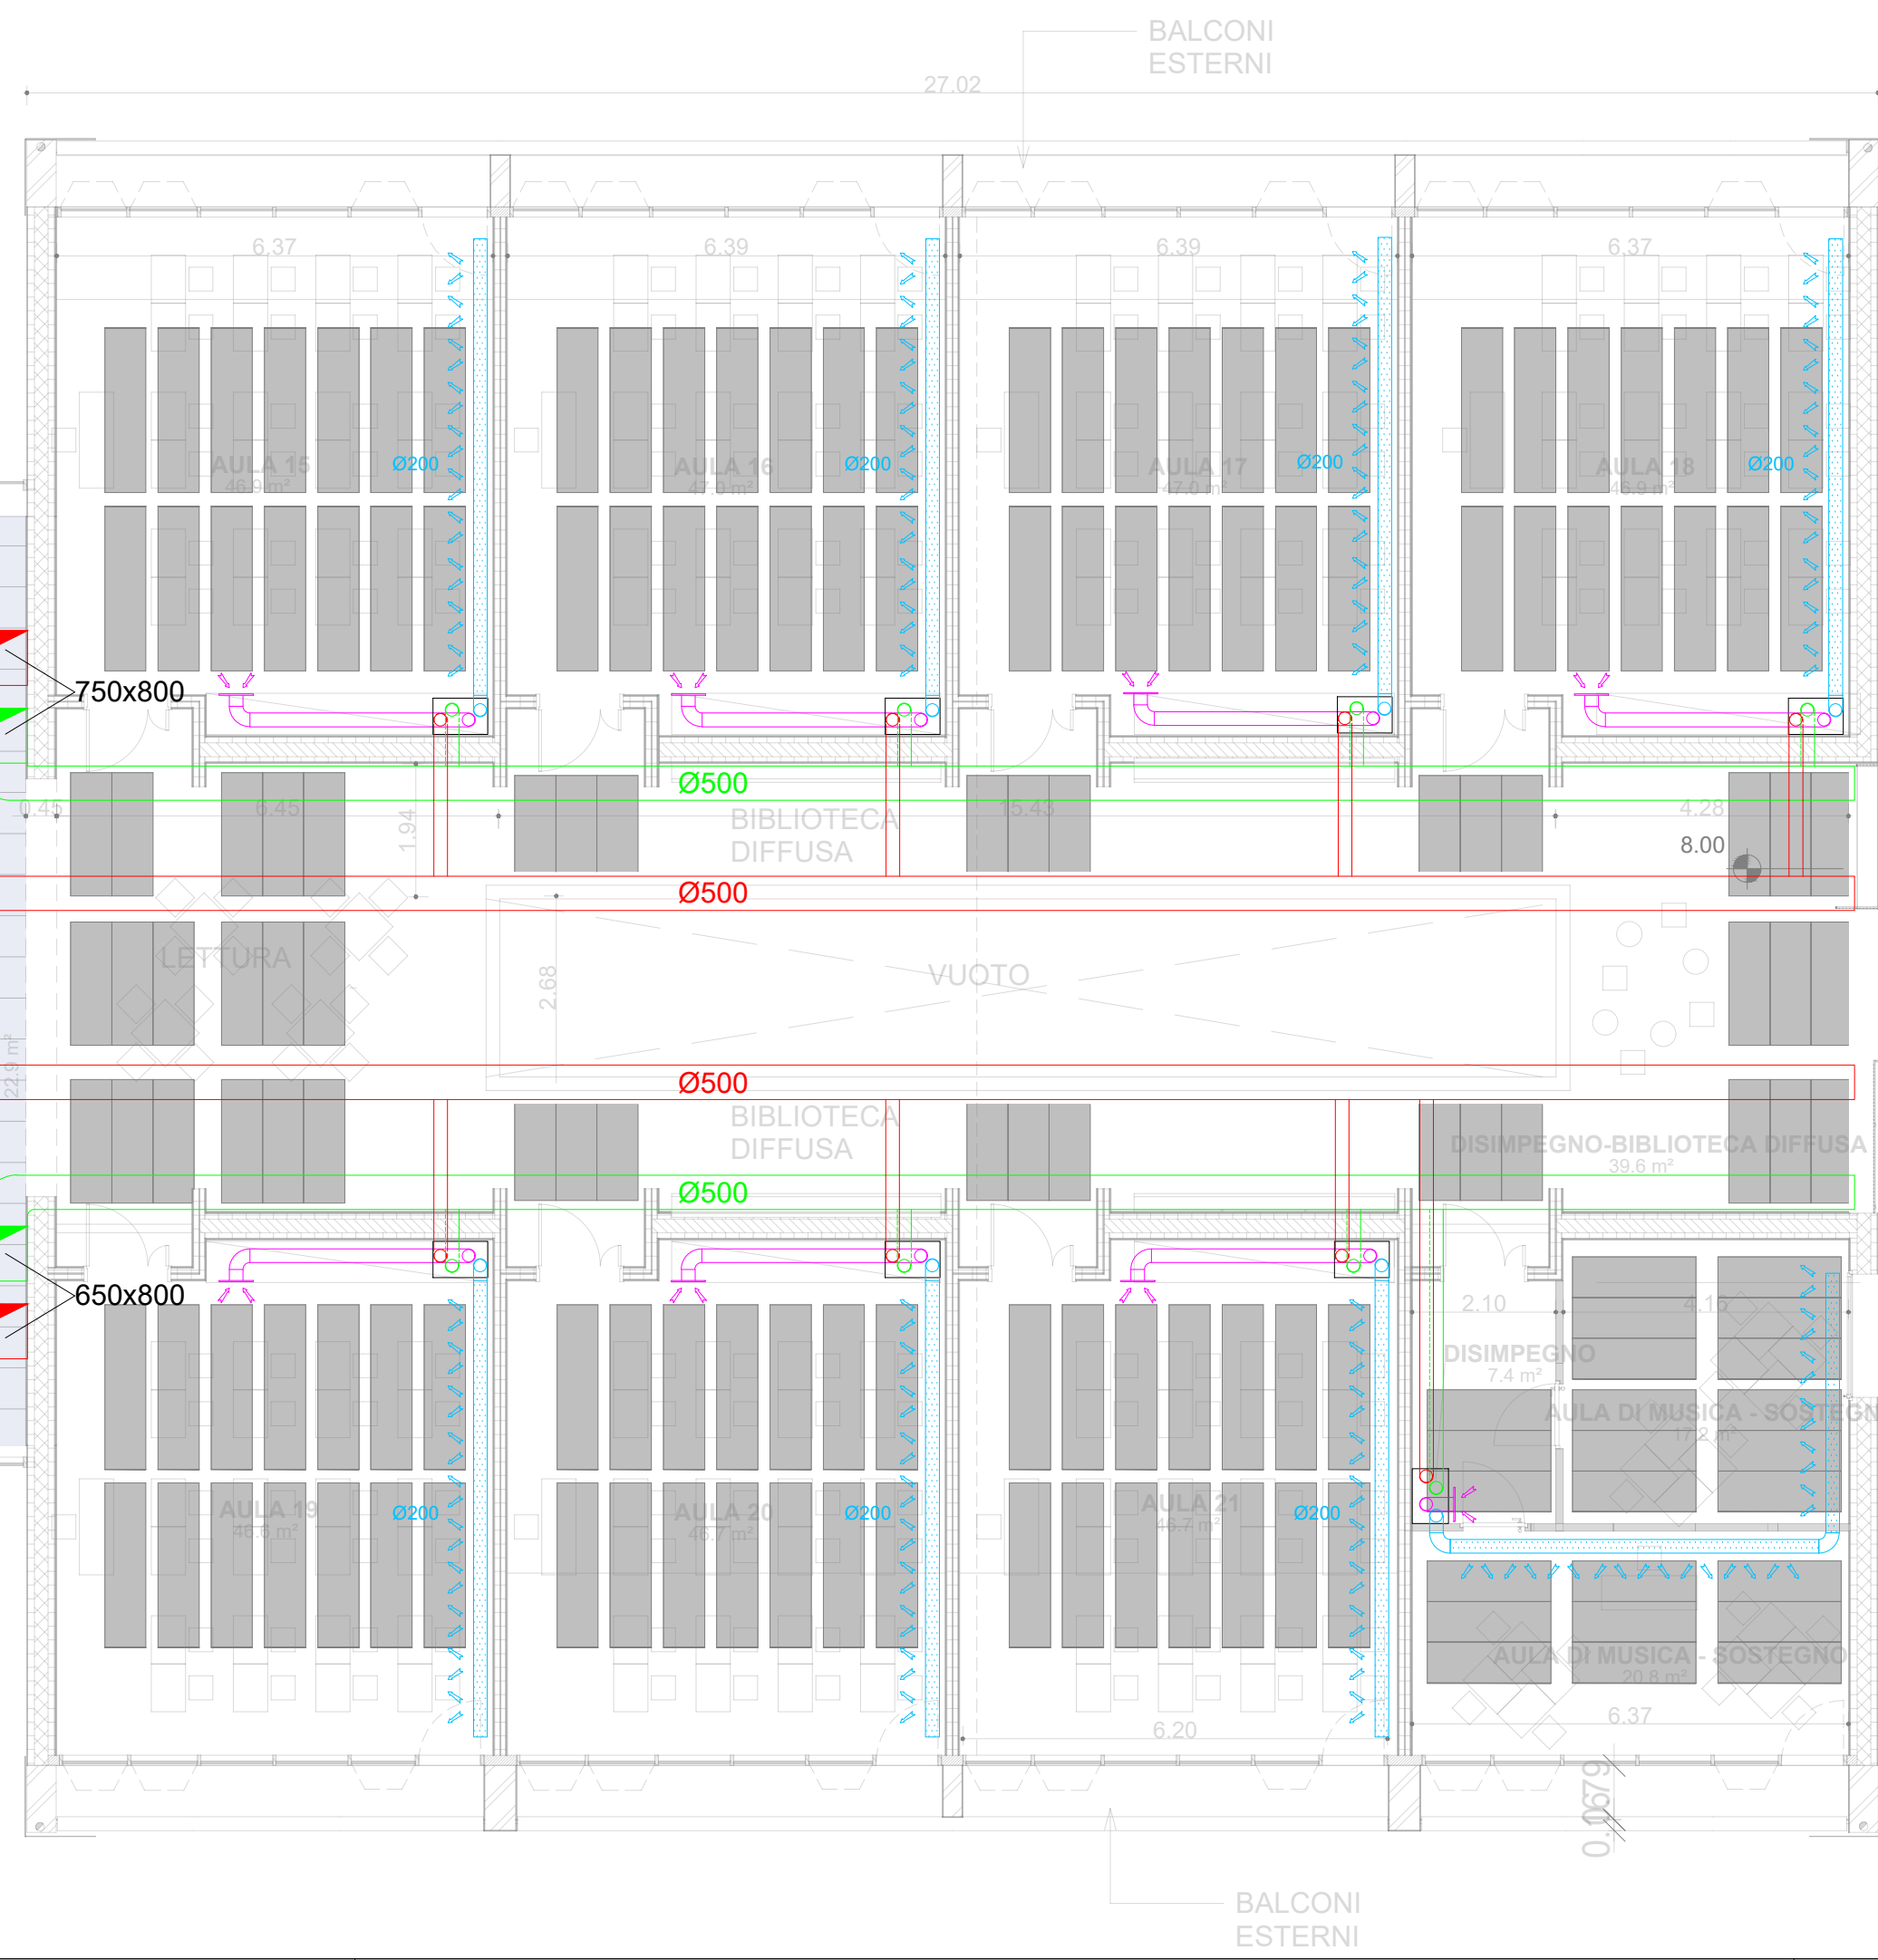 BALCONI
ESTERNI
27.02
6.37
6.39
6.39
6.37
AULA 15
46.9 m²
Ø200
AULA 16
47.0 m²
Ø200
AULA 17
47.0 m²
Ø200
AULA 18
46.9 m²
Ø200
750x800
Ø500
0.45
6.45
1.94
BIBLIOTECA
DIFFUSA
15.43
4.28
8.00
Ø500
LETTURA
2.68
VUOTO
22.9 m²
Ø500
BIBLIOTECA
DIFFUSA
DISIMPEGNO-BIBLIOTECA DIFFUSA
39.6 m²
Ø500
650x800
2.10
4.16
DISIMPEGNO
7.4 m²
AULA DI MUSICA - SOSTEGN
17.2 m²
AULA 19
46.6 m²
Ø200
AULA 20
46.7 m²
Ø200
AULA 21
46.7 m²
Ø200
AULA DI MUSICA - SOSTEGNO
20.8 m²
6.20
6.37
BALCONI
ESTERNI